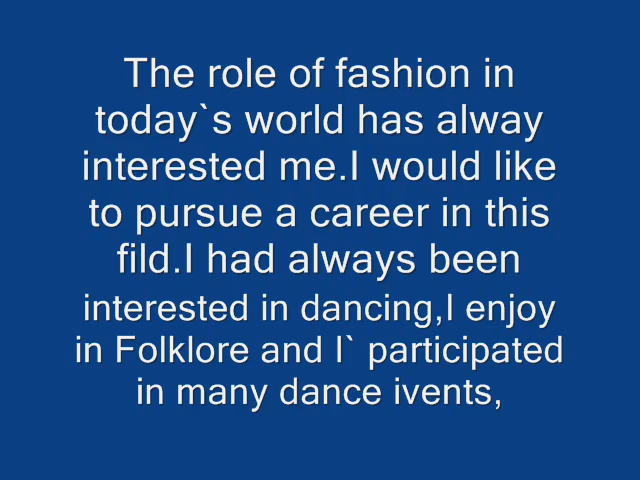 The role of fashion in
today`s world has alway
interested me.I would like
to pursue a career in this
fild.I had always been
interested in dancing,I enjoy
in Folklore and I` participated
in many dance ivents,